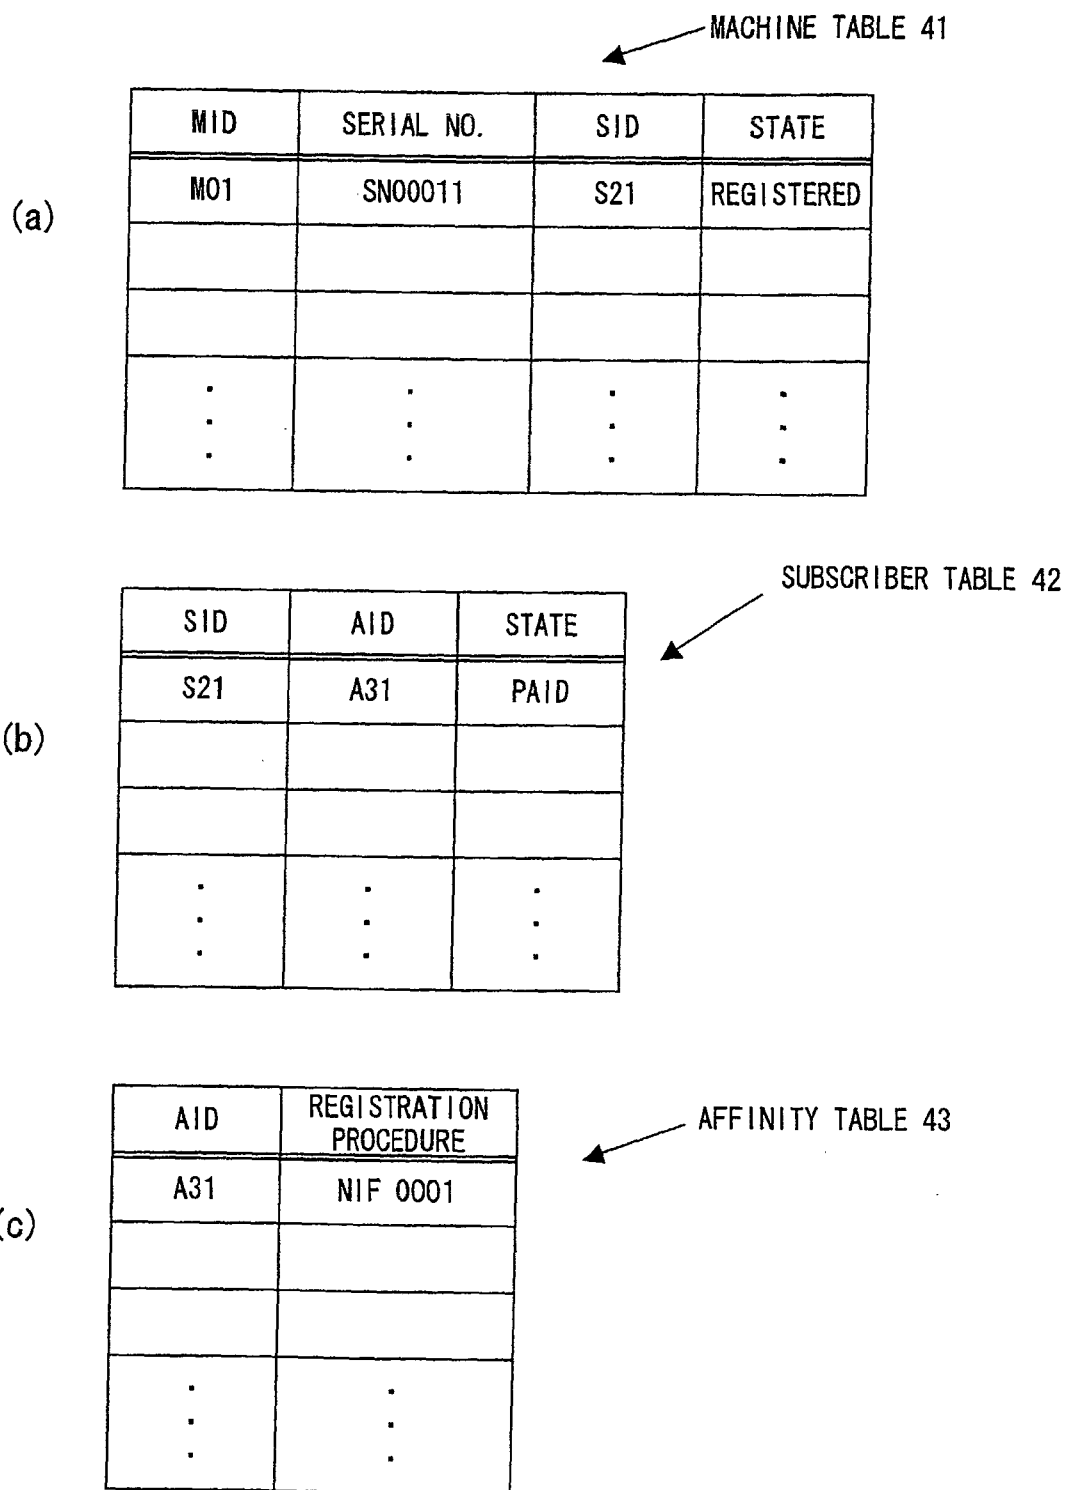 MACHINE TABLE 41
MID SERIAL NO. SID STATE
(a)
M01 SN00011 S21 REGISTERED
SUBSCRIBER TABLE 42
SID AID STATE
S21 A31 PAID
(b)
AFFINITY TABLE 43
AID REGISTRATION PROCEDURE
A31 NIF 0001
(c)